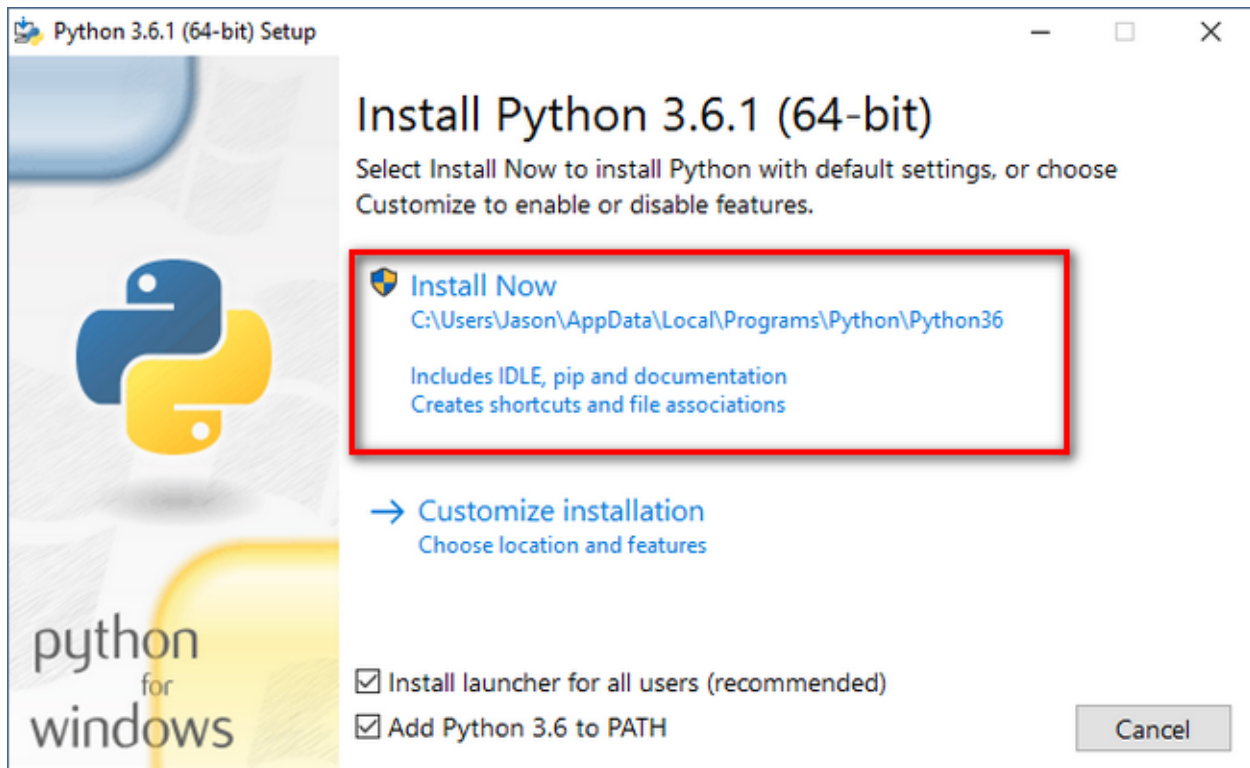 Python 3.6.1 (64-bit) Setup
Install Python 3.6.1 (64-bit)
Select Install Now to install Python with default settings, or choose
Customize to enable or disable features.
Install Now
C:\Users\Jason\AppData\Local\Programs\Python\Python36
Includes IDLE, pip and documentation
Creates shortcuts and file associations
Customize installation
Choose location and features
python
for
windows
Install launcher for all users (recommended)
Add Python 3.6 to PATH
Cancel